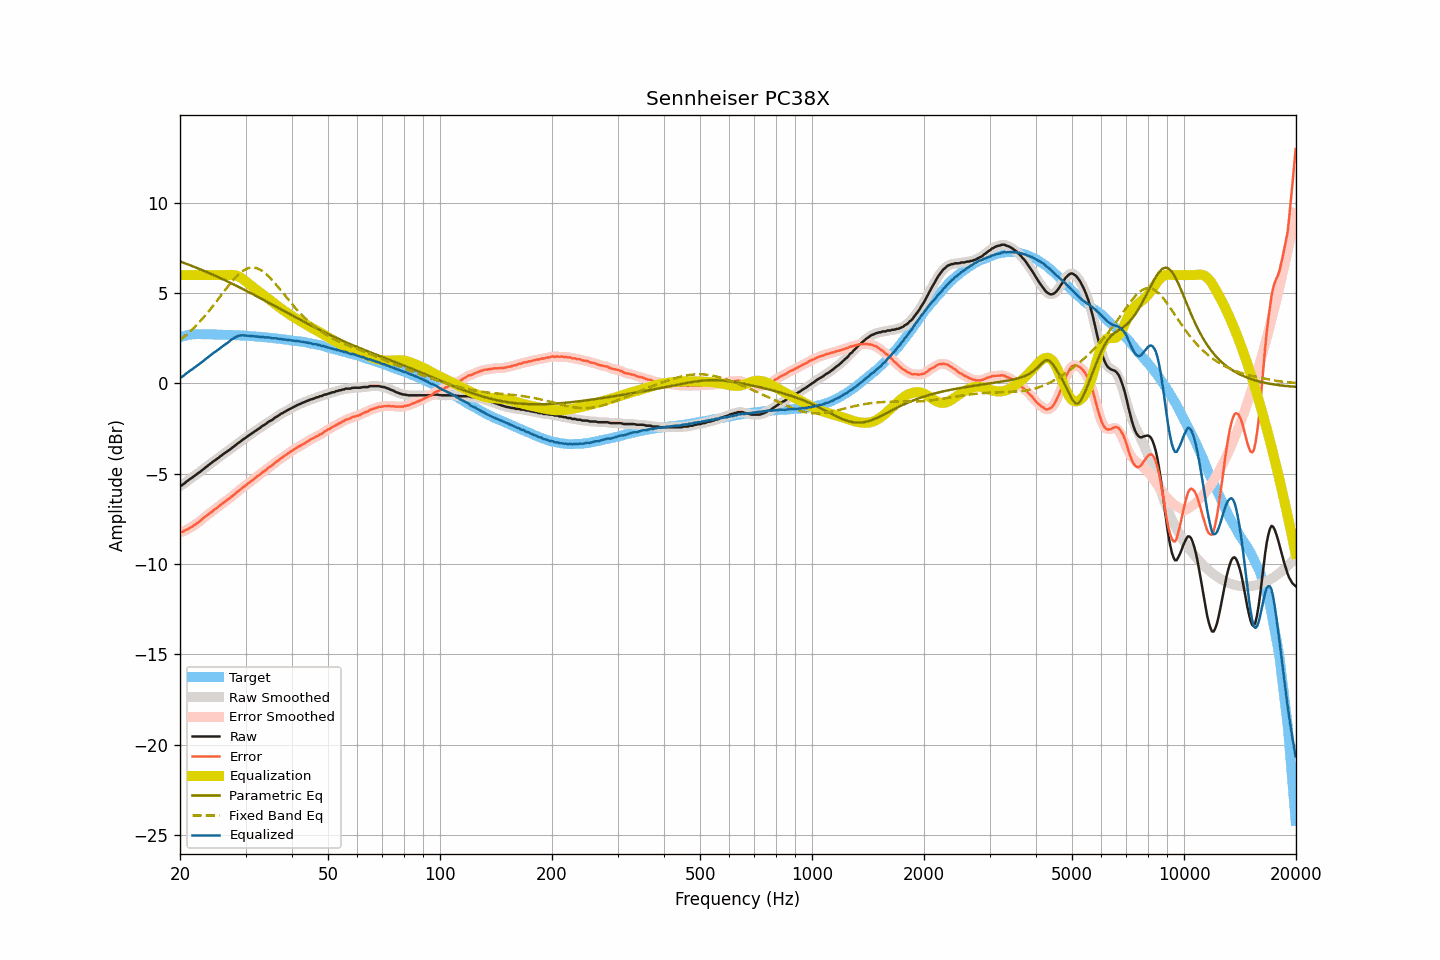 Sennheiser PC38X
Amplitude (dBr)
10
5
0
−5
−10
−15
−20
−25
Target
Raw Smoothed
Error Smoothed
Raw
Error
Equalization
Parametric Eq
Fixed Band Eq
Equalized
20 50 100 200 500 1000 2000 5000 10000 20000
Frequency (Hz)